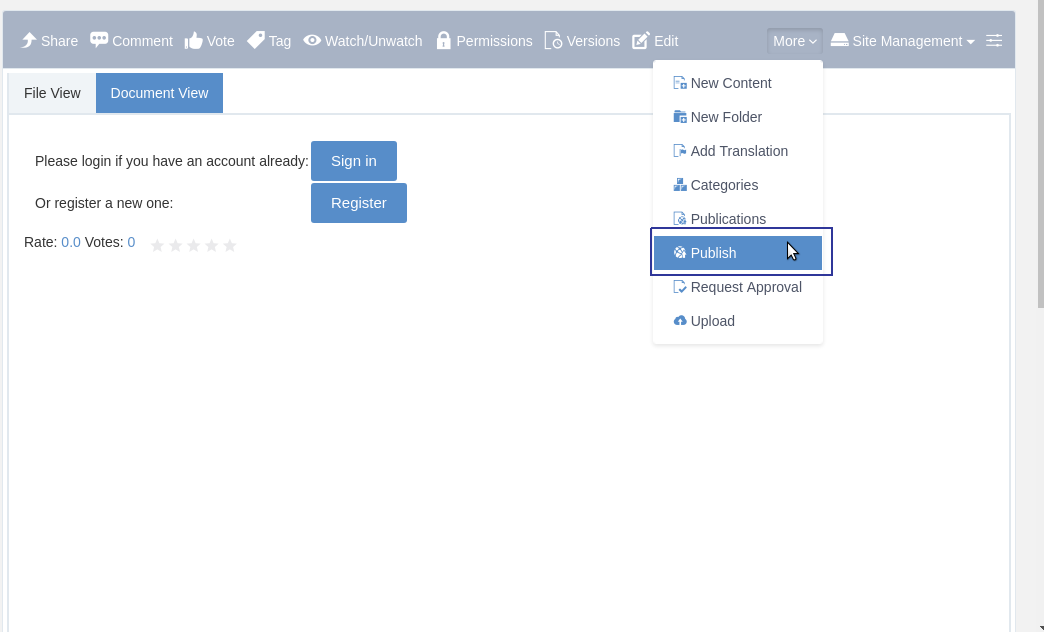 Share Comment Vote Tag Watch/Unwatch Permissions Versions Edit More Site Management
File View Document View
New Content
New Folder
Add Translation
Categories
Publications
Publish
Request Approval
Upload
Please login if you have an account already: Sign in
Or register a new one: Register
Rate: 0.0 Votes: 0